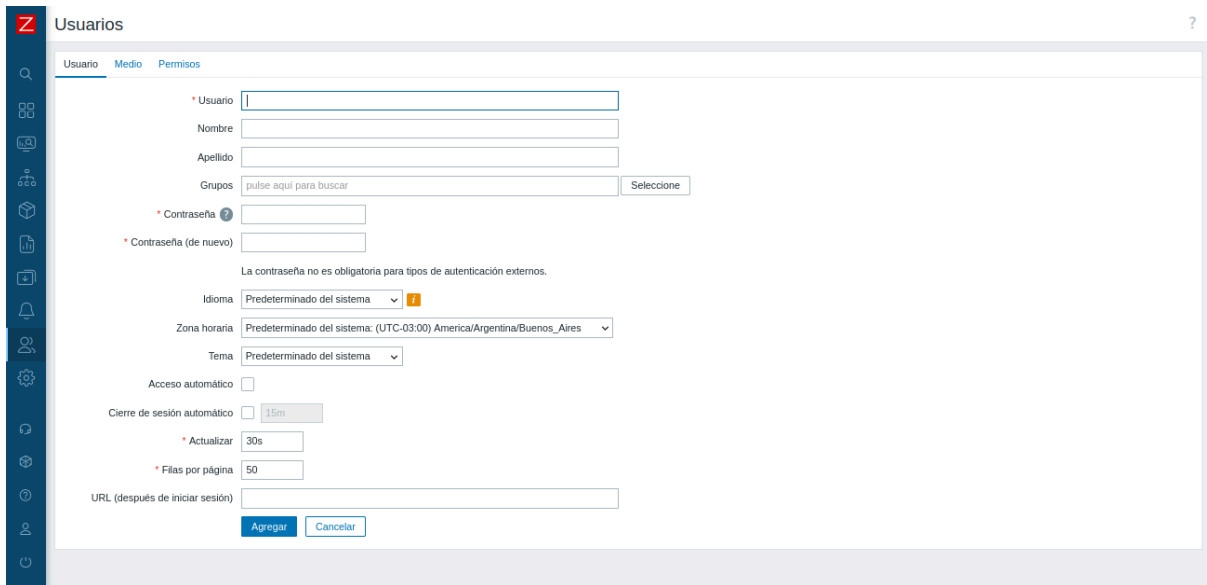 Z
Usuarios
?
Usuario Medio Permisos
* Usuario
Nombre
Apellido
Grupos pulse aquí para buscar Seleccione
* Contraseña ?
* Contraseña (de nuevo)
La contraseña no es obligatoria para tipos de autenticación externos.
Idioma Predeterminado del sistema i
Zona horaria Predeterminado del sistema: (UTC-03:00) America/Argentina/Buenos_Aires
Tema Predeterminado del sistema
Acceso automático
Cierre de sesión automático 15m
* Actualizar 30s
* Filas por página 50
URL (después de iniciar sesión)
Agregar Cancelar